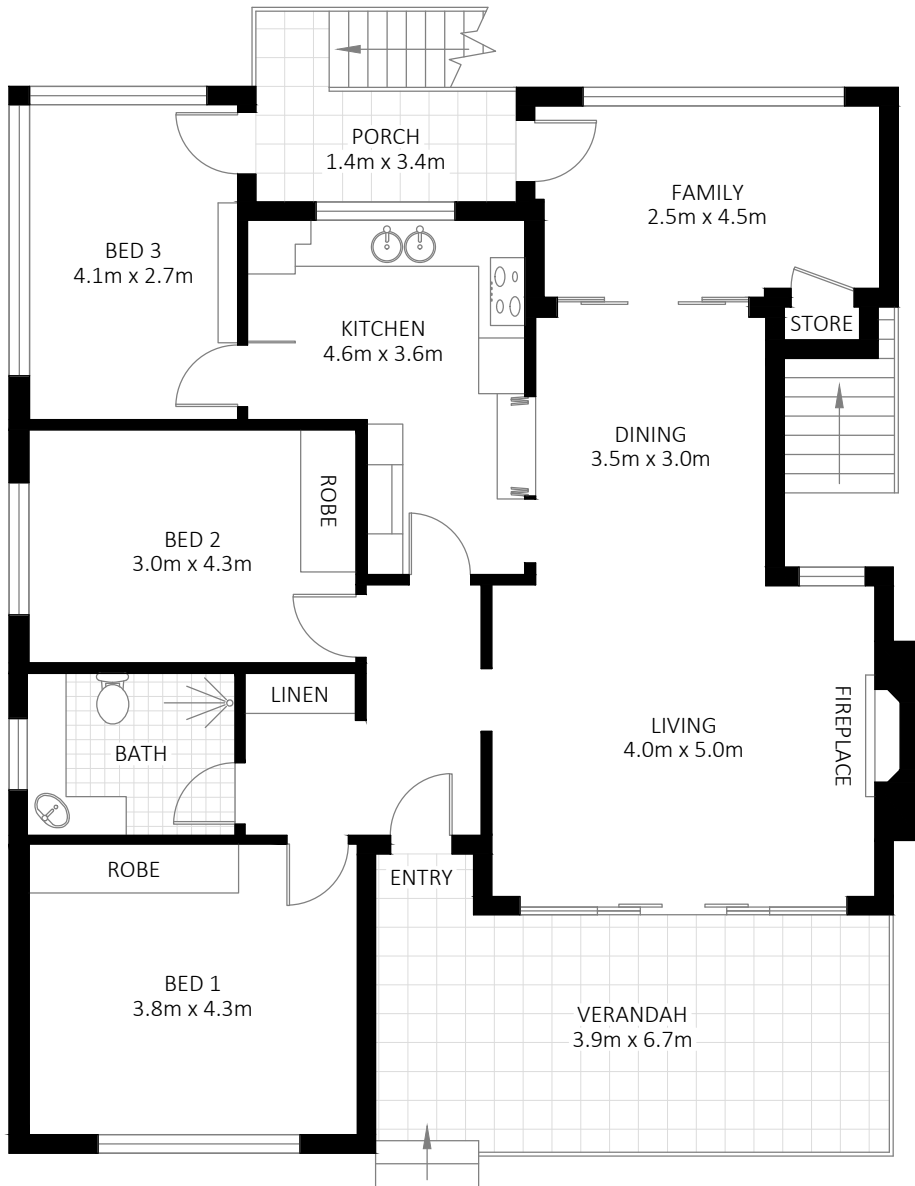 PORCH
1.4m x 3.4m
FAMILY
2.5m x 4.5m
BED 3
4.1m x 2.7m
KITCHEN
4.6m x 3.6m
STORE
DINING
3.5m x 3.0m
ROBE
BED 2
3.0m x 4.3m
LINEN
BATH
LIVING
4.0m x 5.0m
FIREPLACE
ROBE
ENTRY
BED 1
3.8m x 4.3m
VERANDAH
3.9m x 6.7m